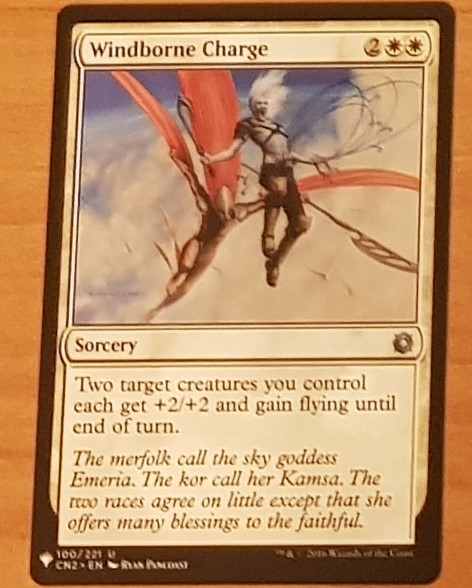 Windborne Charge 2
Sorcery
Two target creatures you control
each get +2/+2 and gain flying until
end of turn.
The merfolk call the sky goddess
Emeria. The kor call her Kamsa. The
two races agree on little except that she
offers many blessings to the faithful.
100/221 U
CN2 • EN Ryan Pancoast
™ & © 2016 Wizards of the Coast